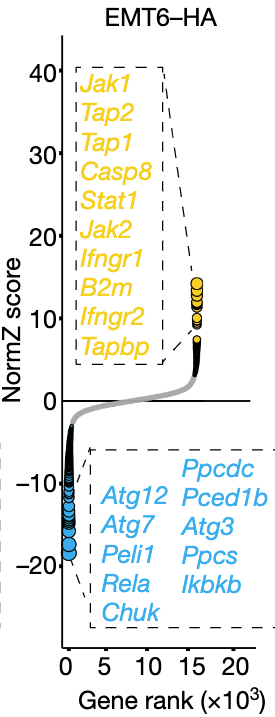 EMT6–HA
NormZ score
40
30
20
10
0
−10
−20
Jak1
Tap2
Tap1
Casp8
Stat1
Jak2
Ifngr1
B2m
Ifngr2
Tapbp
Atg12
Atg7
Peli1
Rela
Chuk
Ppcdc
Pced1b
Atg3
Ppcs
Ikbkb
0 5 10 15 20
Gene rank (×10³)